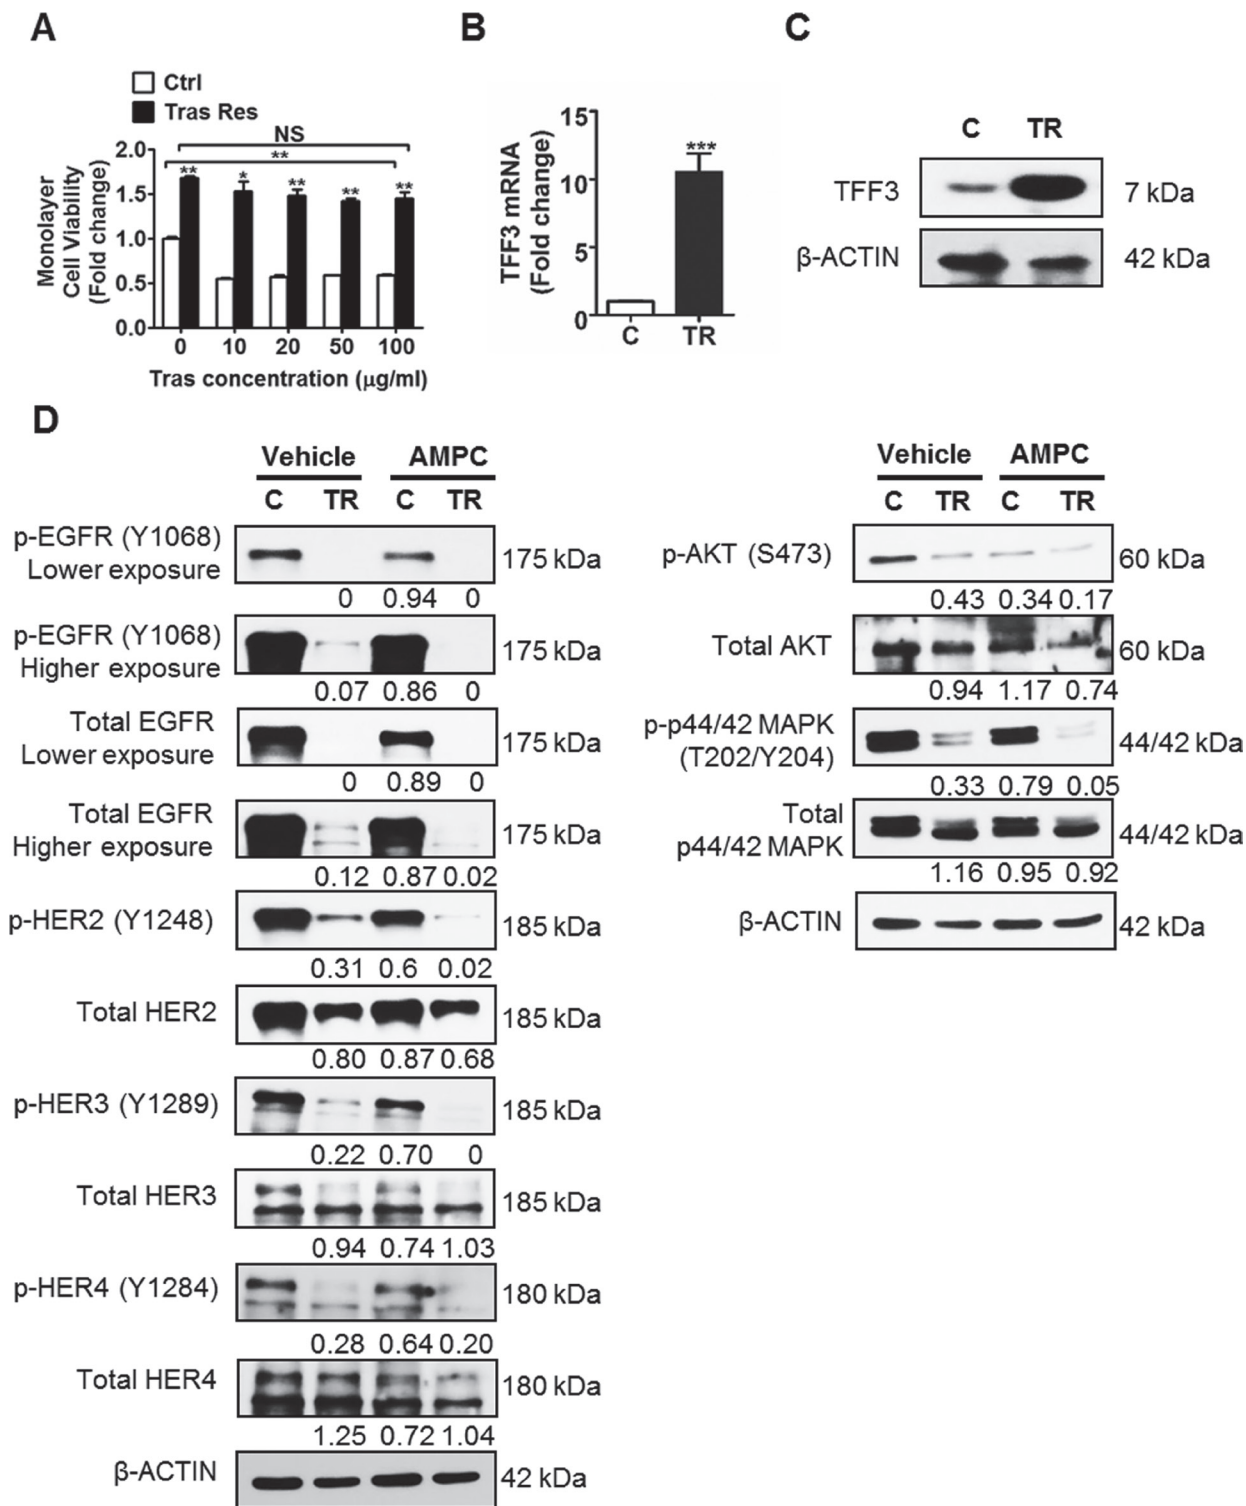 A
Ctrl
Tras Res
NS
**
** * ** ** **
2.0
1.5
1.0
0.5
0.0
Monolayer
Cell Viability
(Fold change)
0 10 20 50 100
Tras concentration (μg/ml)
B
TFF3 mRNA
(Fold change)
15
10
5
0
***
C TR
C
C TR
TFF3 7 kDa
β-ACTIN 42 kDa
D
Vehicle AMPC
C TR C TR
p-EGFR (Y1068)
Lower exposure
175 kDa
0 0.94 0
p-EGFR (Y1068)
Higher exposure
175 kDa
0.07 0.86 0
Total EGFR
Lower exposure
175 kDa
0 0.89 0
Total EGFR
Higher exposure
175 kDa
0.12 0.87 0.02
p-HER2 (Y1248) 185 kDa
0.31 0.6 0.02
Total HER2 185 kDa
0.80 0.87 0.68
p-HER3 (Y1289) 185 kDa
0.22 0.70 0
Total HER3 185 kDa
0.94 0.74 1.03
p-HER4 (Y1284) 180 kDa
0.28 0.64 0.20
Total HER4 180 kDa
1.25 0.72 1.04
β-ACTIN 42 kDa
Vehicle AMPC
C TR C TR
p-AKT (S473) 60 kDa
0.43 0.34 0.17
Total AKT 60 kDa
0.94 1.17 0.74
p-p44/42 MAPK
(T202/Y204)
44/42 kDa
0.33 0.79 0.05
Total
p44/42 MAPK
44/42 kDa
1.16 0.95 0.92
β-ACTIN 42 kDa